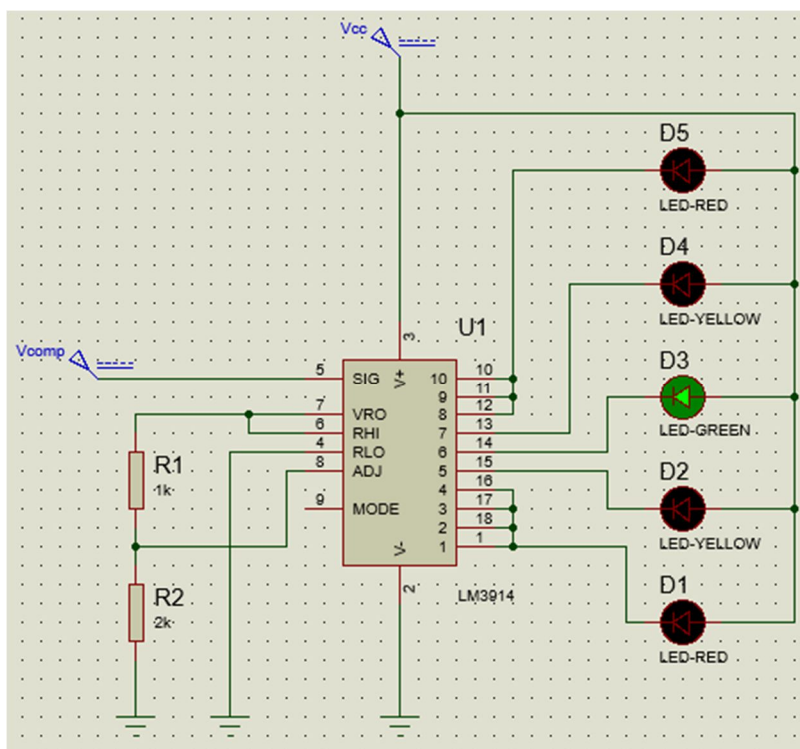 Vcc
D5
LED-RED
D4
LED-YELLOW
U1
3
Vcomp
D3
LED-GREEN
5 SIG V+ 10 10
9 11
7 VRO 8 12
6 RHI 7 13
4 RLO 6 14
8 ADJ 5 15
4 16
9 MODE 3 17
2 18
V- 1 1
R1
1k
D2
LED-YELLOW
2
LM3914
R2
2k
D1
LED-RED